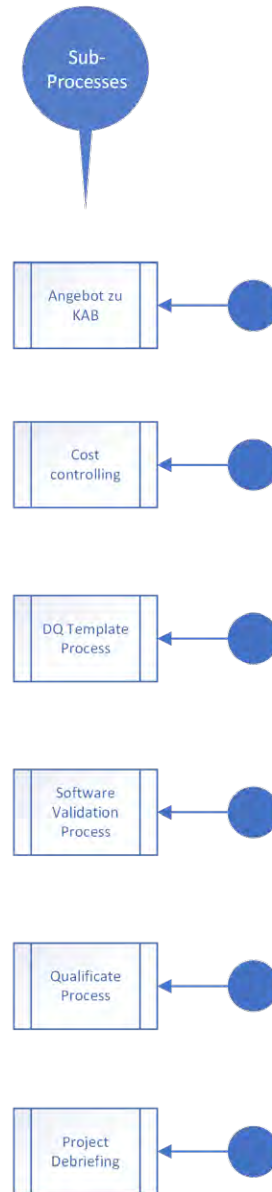 Sub-
Processes
Angebot zu
KAB
Cost
controlling
DQ Template
Process
Software
Validation
Process
Qualificate
Process
Project
Debriefing